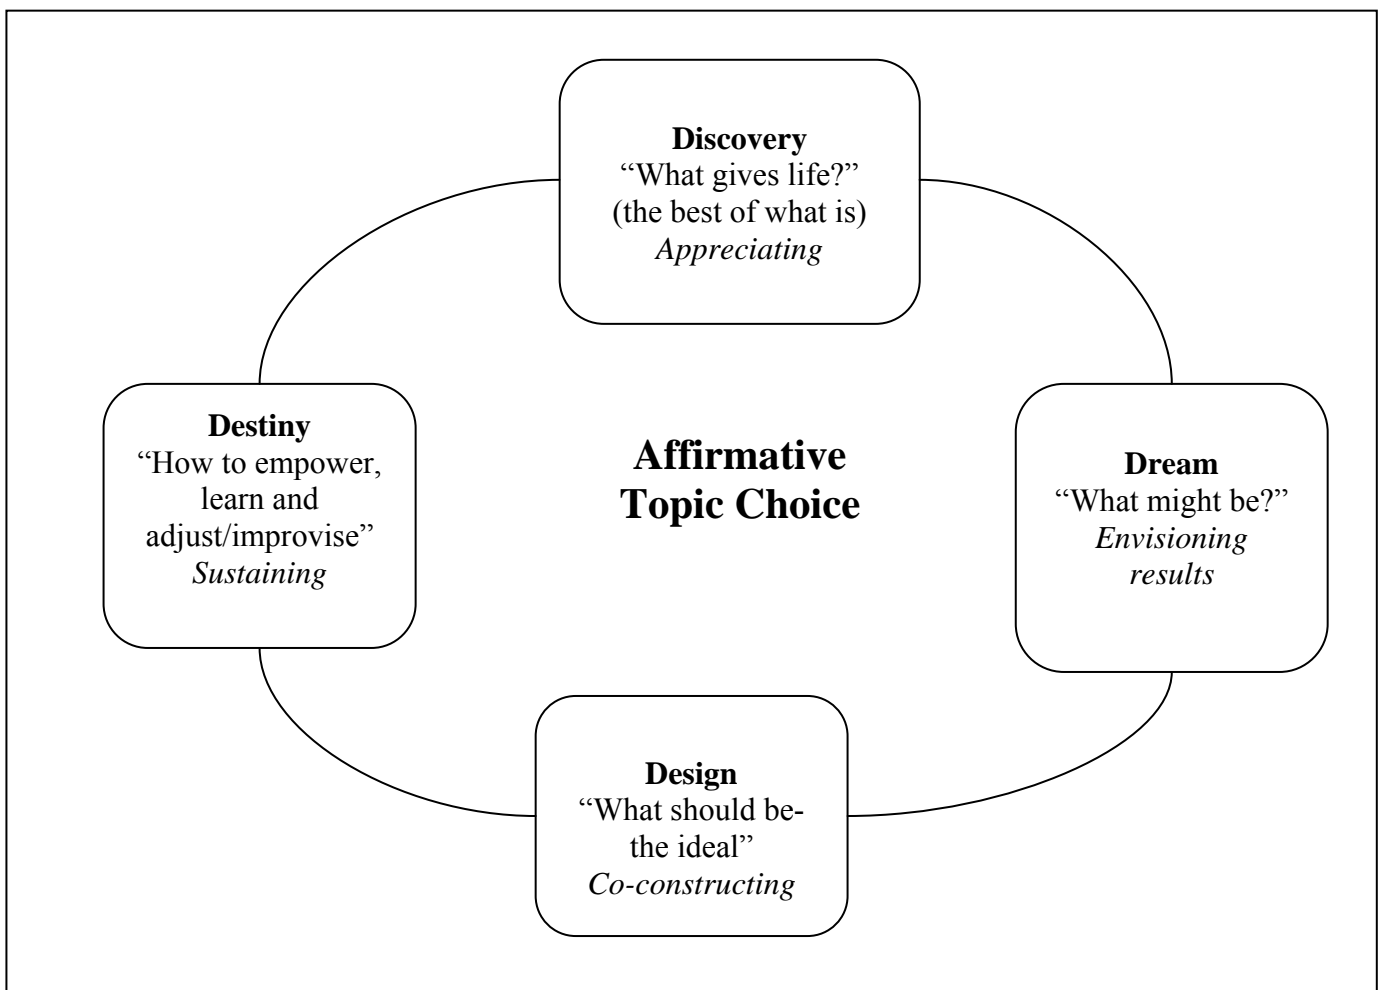 Discovery
“What gives life?”
(the best of what is)
Appreciating
Destiny
“How to empower,
learn and
adjust/improvise”
Sustaining
Affirmative
Topic Choice
Dream
“What might be?”
Envisioning
results
Design
“What should be-
the ideal”
Co-constructing